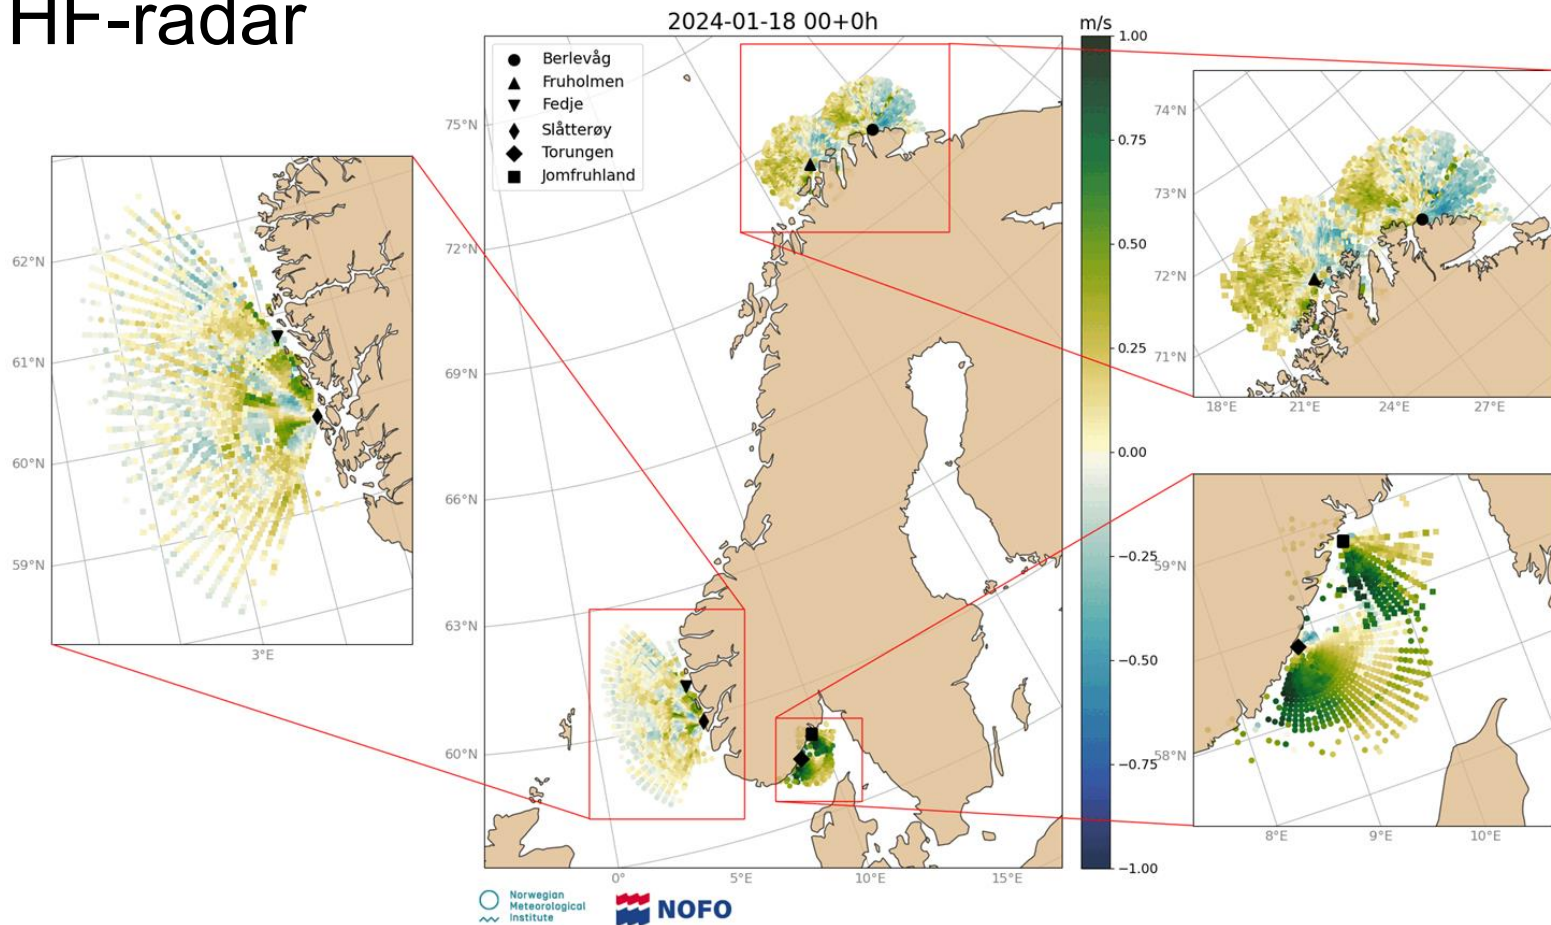 HF-radar
2024-01-18 00+0h
m/s
Berlevåg
Fruholmen
Fedje
Slåtterøy
Torungen
Jomfruhland
75°N
72°N
69°N
66°N
63°N
60°N
0°
5°E
10°E
15°E
1.00
0.75
0.50
0.25
0.00
−0.25
−0.50
−0.75
−1.00
62°N
61°N
60°N
59°N
3°E
74°N
73°N
72°N
71°N
18°E
21°E
24°E
27°E
59°N
58°N
8°E
9°E
10°E
Norwegian
Meteorological
Institute
NOFO